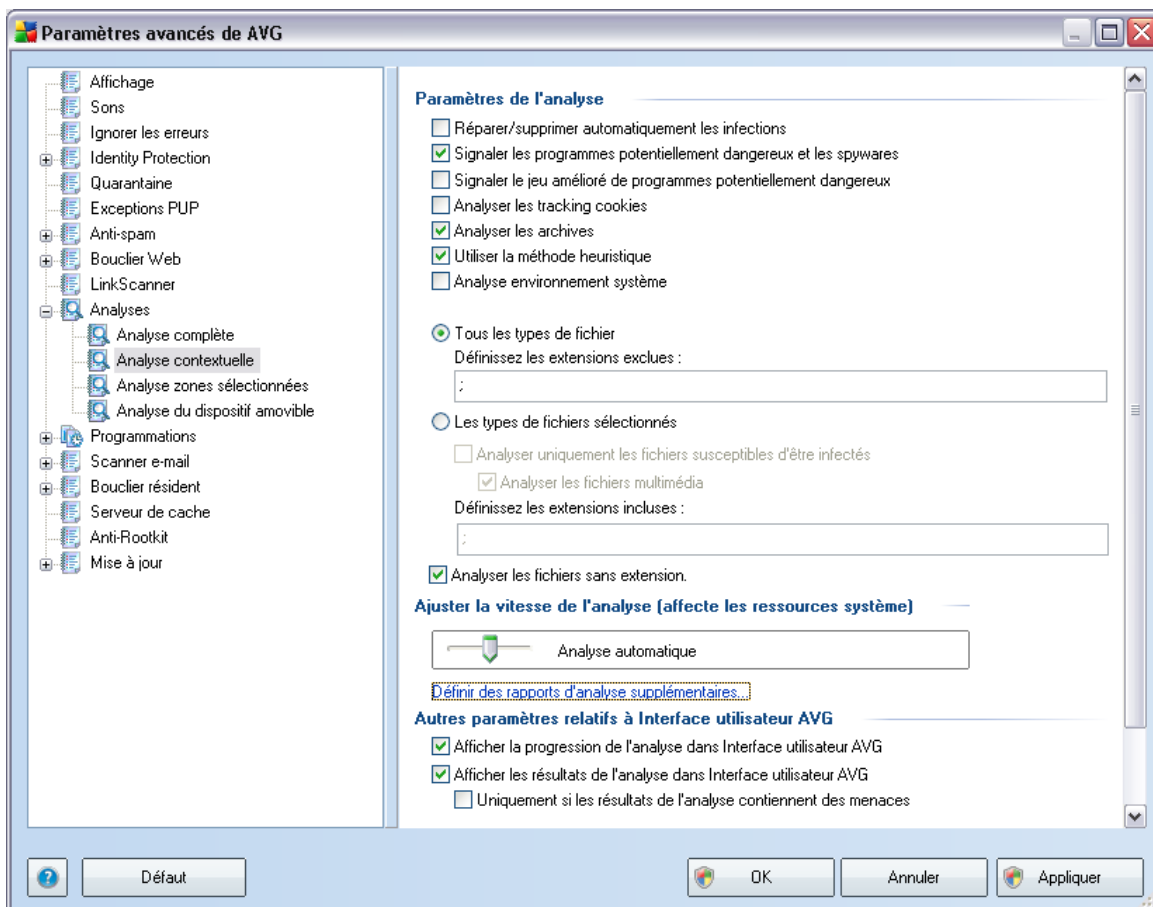 Paramètres avancés de AVG
Affichage
Sons
Ignorer les erreurs
Identity Protection
Quarantaine
Exceptions PUP
Anti-spam
Bouclier Web
LinkScanner
Analyses
Analyse complète
Analyse contextuelle
Analyse zones sélectionnées
Analyse du dispositif amovible
Programmations
Scanner e-mail
Bouclier résident
Serveur de cache
Anti-Rootkit
Mise à jour
Paramètres de l'analyse
Réparer/supprimer automatiquement les infections
Signaler les programmes potentiellement dangereux et les spywares
Signaler le jeu amélioré de programmes potentiellement dangereux
Analyser les tracking cookies
Analyser les archives
Utiliser la méthode heuristique
Analyse environnement système
Tous les types de fichier
Définissez les extensions exclues :
;
Les types de fichiers sélectionnés
Analyser uniquement les fichiers susceptibles d'être infectés
Analyser les fichiers multimédia
Définissez les extensions incluses :
;
Analyser les fichiers sans extension.
Ajuster la vitesse de l'analyse (affecte les ressources système)
Analyse automatique
Définir des rapports d'analyse supplémentaires...
Autres paramètres relatifs à Interface utilisateur AVG
Afficher la progression de l'analyse dans Interface utilisateur AVG
Afficher les résultats de l'analyse dans Interface utilisateur AVG
Uniquement si les résultats de l'analyse contiennent des menaces
? Défaut OK Annuler Appliquer